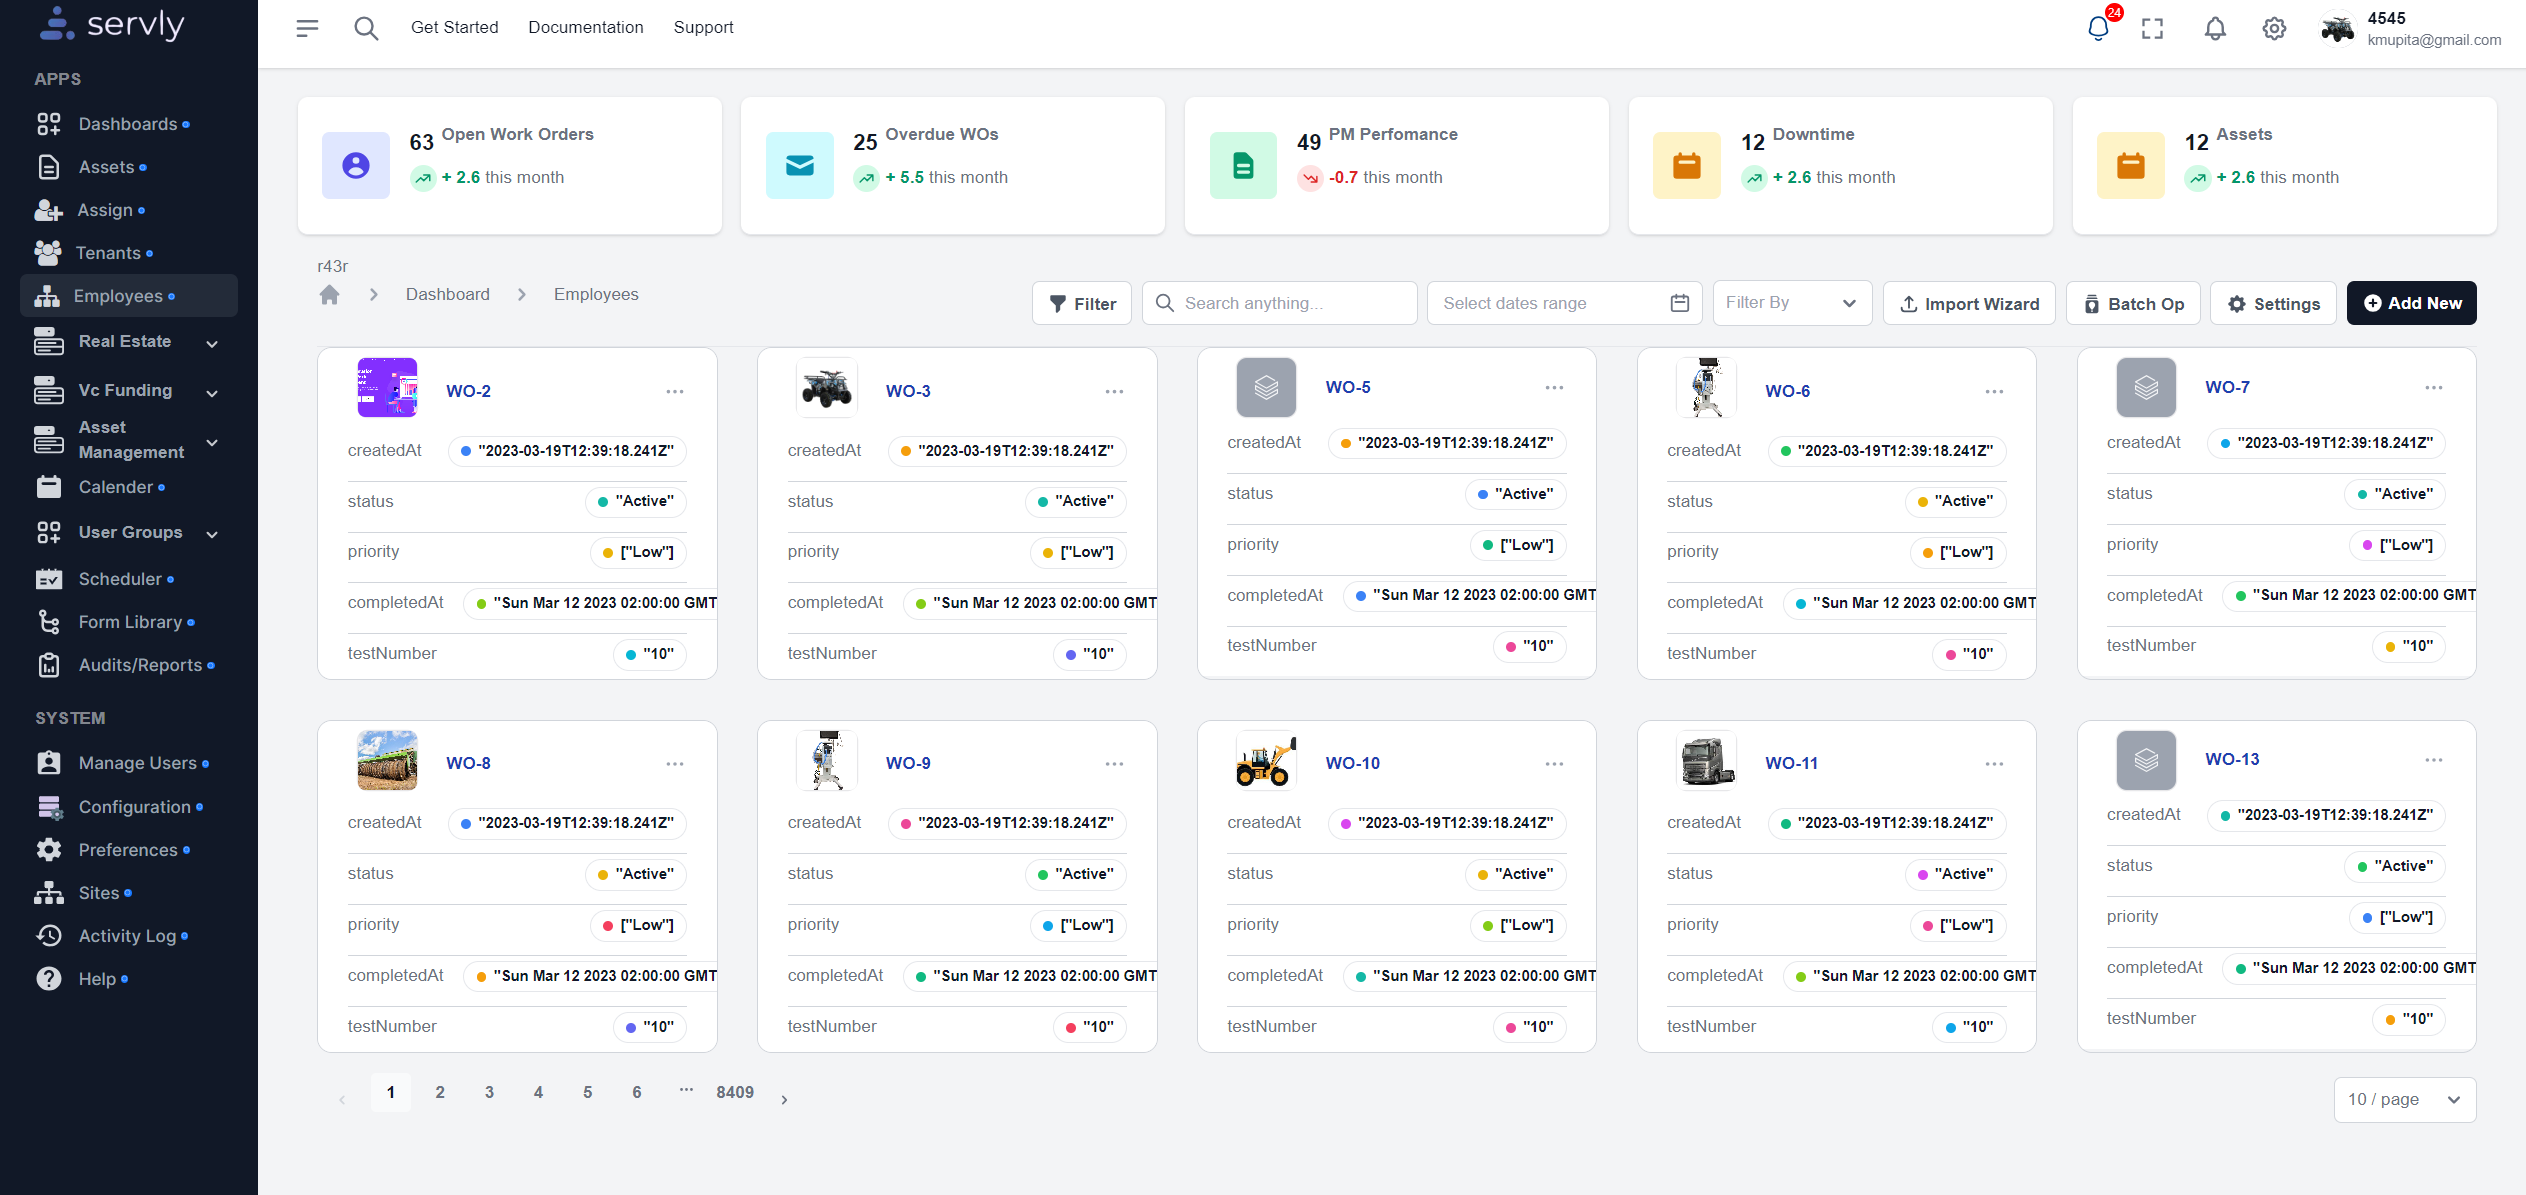 servly
Get Started Documentation Support
24
4545
kmupita@gmail.com
APPS
Dashboards
Assets
Assign
Tenants
Employees
Real Estate
Vc Funding
Asset
Management
Calender
User Groups
Scheduler
Form Library
Audits/Reports
SYSTEM
Manage Users
Configuration
Preferences
Sites
Activity Log
Help
63 Open Work Orders
+ 2.6 this month
25 Overdue WOs
+ 5.5 this month
49 PM Perfomance
-0.7 this month
12 Downtime
+ 2.6 this month
12 Assets
+ 2.6 this month
r43r
Dashboard Employees
Filter Search anything... Select dates range Filter By Import Wizard Batch Op Settings Add New
WO-2
createdAt "2023-03-19T12:39:18.241Z"
status "Active"
priority ["Low"]
completedAt "Sun Mar 12 2023 02:00:00 GMT
testNumber "10"
WO-3
createdAt "2023-03-19T12:39:18.241Z"
status "Active"
priority ["Low"]
completedAt "Sun Mar 12 2023 02:00:00 GMT
testNumber "10"
WO-5
createdAt "2023-03-19T12:39:18.241Z"
status "Active"
priority ["Low"]
completedAt "Sun Mar 12 2023 02:00:00 GMT
testNumber "10"
WO-6
createdAt "2023-03-19T12:39:18.241Z"
status "Active"
priority ["Low"]
completedAt "Sun Mar 12 2023 02:00:00 GMT
testNumber "10"
WO-7
createdAt "2023-03-19T12:39:18.241Z"
status "Active"
priority ["Low"]
completedAt "Sun Mar 12 2023 02:00:00 GMT
testNumber "10"
WO-8
createdAt "2023-03-19T12:39:18.241Z"
status "Active"
priority ["Low"]
completedAt "Sun Mar 12 2023 02:00:00 GMT
testNumber "10"
WO-9
createdAt "2023-03-19T12:39:18.241Z"
status "Active"
priority ["Low"]
completedAt "Sun Mar 12 2023 02:00:00 GMT
testNumber "10"
WO-10
createdAt "2023-03-19T12:39:18.241Z"
status "Active"
priority ["Low"]
completedAt "Sun Mar 12 2023 02:00:00 GMT
testNumber "10"
WO-11
createdAt "2023-03-19T12:39:18.241Z"
status "Active"
priority ["Low"]
completedAt "Sun Mar 12 2023 02:00:00 GMT
testNumber "10"
WO-13
createdAt "2023-03-19T12:39:18.241Z"
status "Active"
priority ["Low"]
completedAt "Sun Mar 12 2023 02:00:00 GMT
testNumber "10"
1 2 3 4 5 6 ••• 8409
10 / page